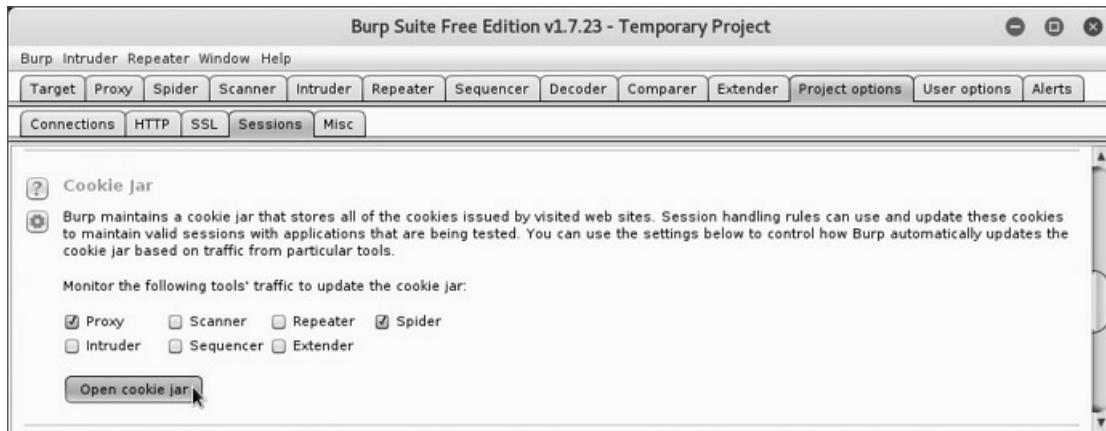 Burp Suite Free Edition v1.7.23 - Temporary Project
Burp Intruder Repeater Window Help
Target Proxy Spider Scanner Intruder Repeater Sequencer Decoder Comparer Extender Project options User options Alerts
Connections HTTP SSL Sessions Misc
? Cookie Jar
Burp maintains a cookie jar that stores all of the cookies issued by visited web sites. Session handling rules can use and update these cookies
to maintain valid sessions with applications that are being tested. You can use the settings below to control how Burp automatically updates the
cookie jar based on traffic from particular tools.
Monitor the following tools' traffic to update the cookie jar:
Proxy Scanner Repeater Spider
Intruder Sequencer Extender
Open cookie jar